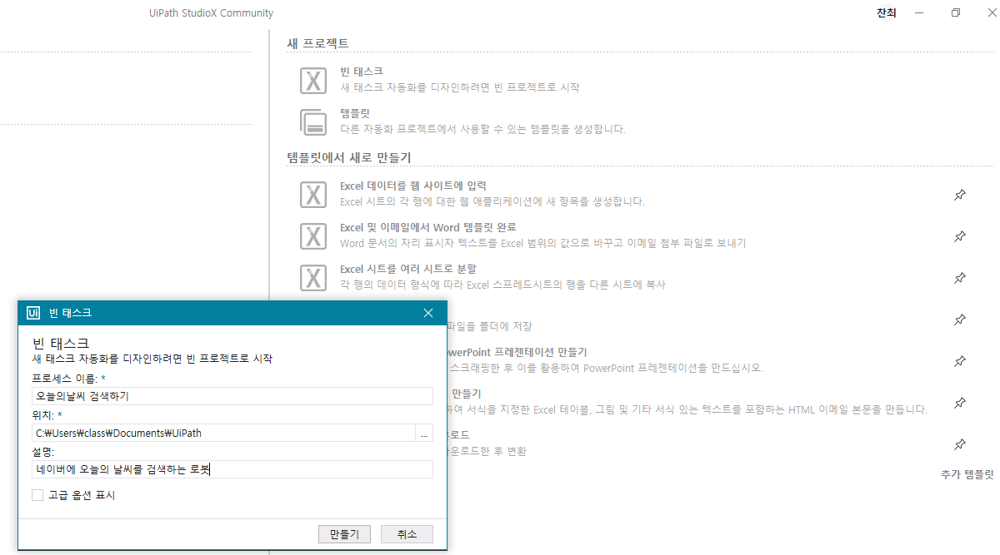 UiPath StudioX Community
찬최
새 프로젝트
빈 태스크
새 태스크 자동화를 디자인하려면 빈 프로젝트로 시작
템플릿
다른 자동화 프로젝트에서 사용할 수 있는 템플릿을 생성합니다.
템플릿에서 새로 만들기
Excel 데이터를 웹 사이트에 입력
Excel 시트의 각 행에 대한 웹 애플리케이션에 새 항목을 생성합니다.
Excel 및 이메일에서 Word 템플릿 완료
Word 문서의 자리 표시자 텍스트를 Excel 범위의 값으로 바꾸고 이메일 첨부 파일로 보내기
Excel 시트를 여러 시트로 분할
각 행의 데이터 형식에 따라 Excel 스프레드시트의 행을 다른 시트에 복사
파일을 폴더에 저장
PowerPoint 프레젠테이션 만들기
스크래핑한 후 이를 활용하여 PowerPoint 프레젠테이션을 만드십시오.
만들기
하여 서식을 지정한 Excel 테이블, 그림 및 기타 서식 있는 텍스트를 포함하는 HTML 이메일 본문을 만듭니다.
로드
다운로드한 후 변환
추가 템플릿
Ui 빈 태스크
빈 태스크
새 태스크 자동화를 디자인하려면 빈 프로젝트로 시작
프로세스 이름: *
오늘의날씨 검색하기
위치: *
C:₩Users₩class₩Documents₩UiPath ...
설명:
네이버에 오늘의 날씨를 검색하는 로봇
고급 옵션 표시
만들기 취소